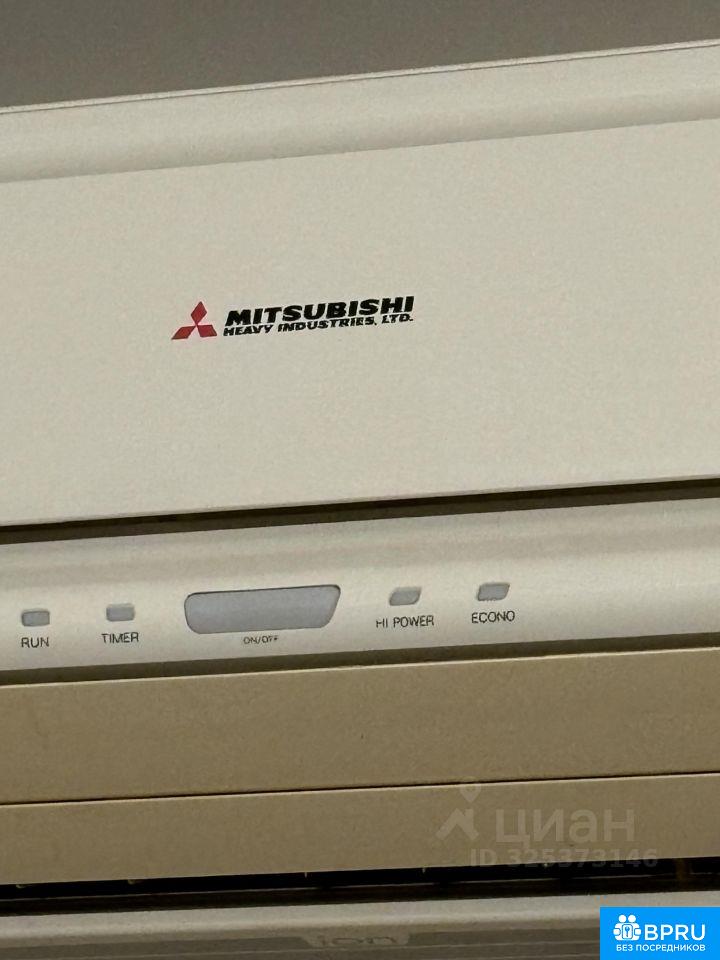 MITSUBISHI
HEAVY INDUSTRIES, LTD.
RUN
TIMER
ON/OFF
HI POWER
ECONO
циан
ID 325373146
BPRU
БЕЗ ПОСРЕДНИКОВ